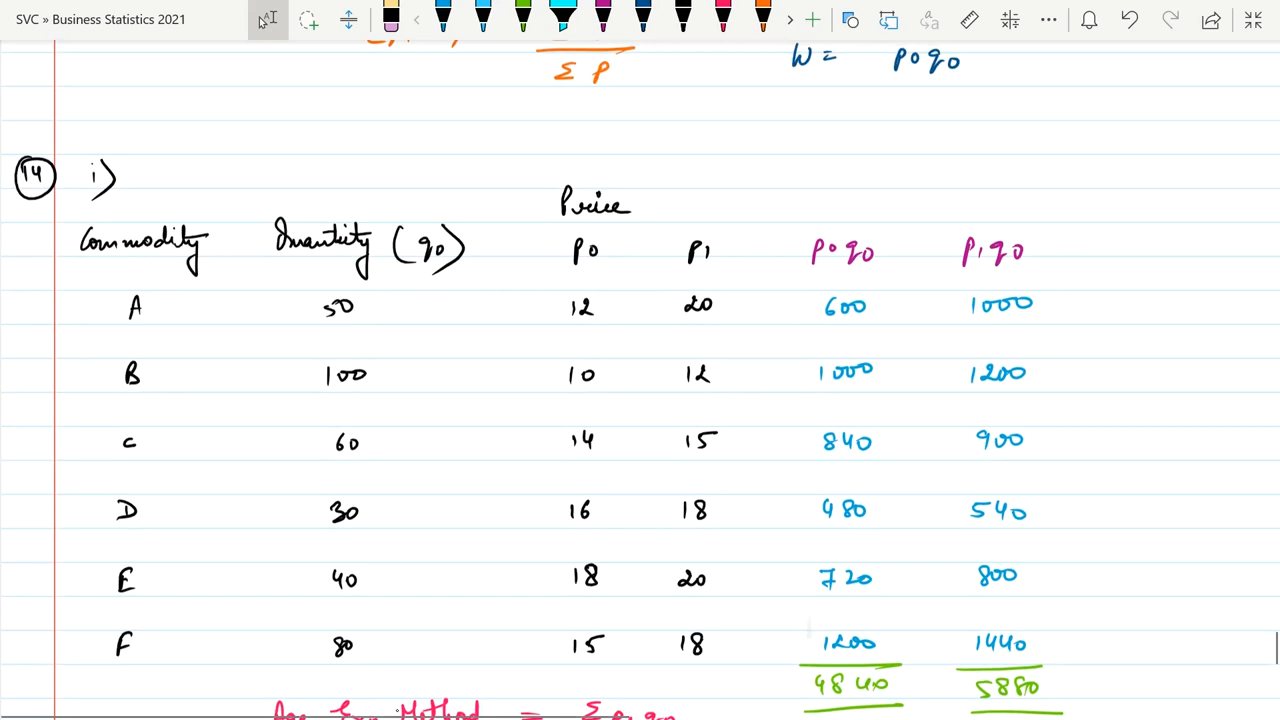 SVC » Business Statistics 2021
Σ P
W = p0q0
14 i)
Price
Commodity Quantity (q0) p0 p1 p0q0 p1q0
A 50 12 20 600 1000
B 100 10 12 1000 1200
C 60 14 15 840 900
D 30 16 18 480 540
E 40 18 20 720 800
F 80 15 18 1200 1440
4840 5880
Method = Σ p1q0